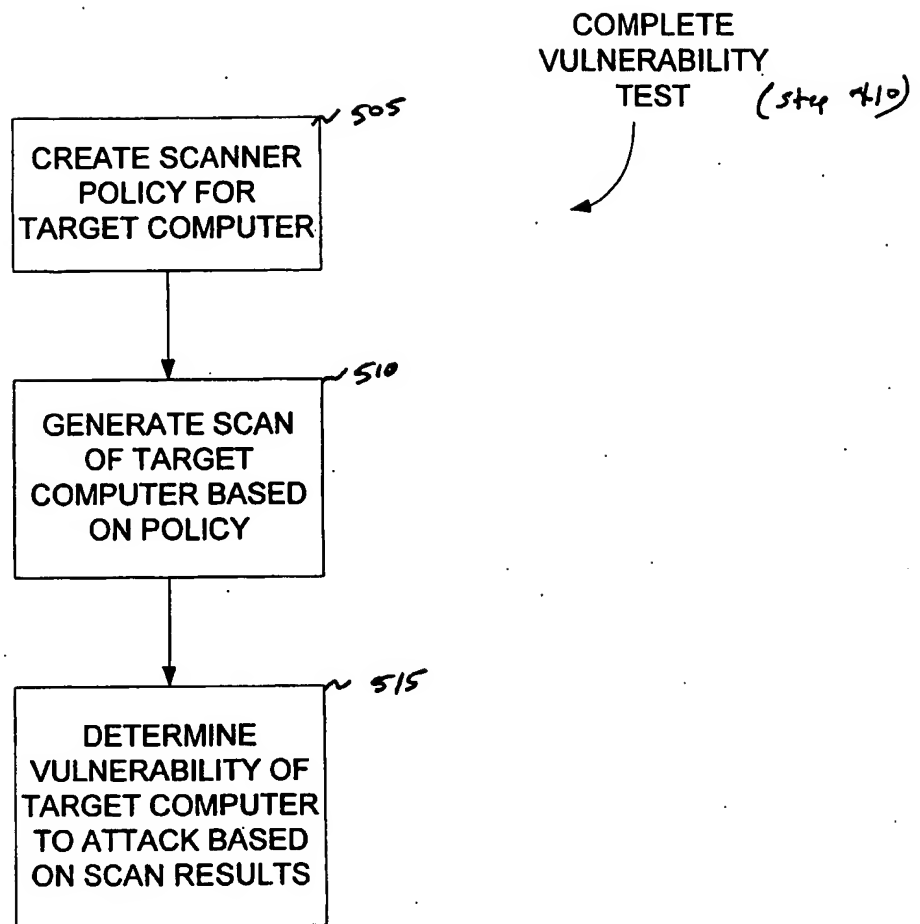 COMPLETE
VULNERABILITY
TEST (step 410)
505
CREATE SCANNER
POLICY FOR
TARGET COMPUTER
510
GENERATE SCAN
OF TARGET
COMPUTER BASED
ON POLICY
515
DETERMINE
VULNERABILITY OF
TARGET COMPUTER
TO ATTACK BASED
ON SCAN RESULTS